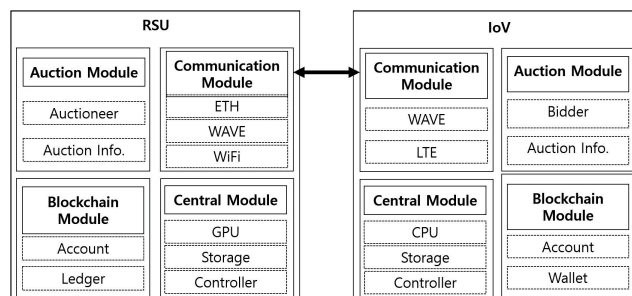 RSU
Auction Module
Auctioneer
Auction Info.
Communication
Module
ETH
WAVE
WiFi
Blockchain
Module
Account
Ledger
Central Module
GPU
Storage
Controller
IoV
Communication
Module
WAVE
LTE
Auction Module
Bidder
Auction Info.
Central Module
CPU
Storage
Controller
Blockchain
Module
Account
Wallet